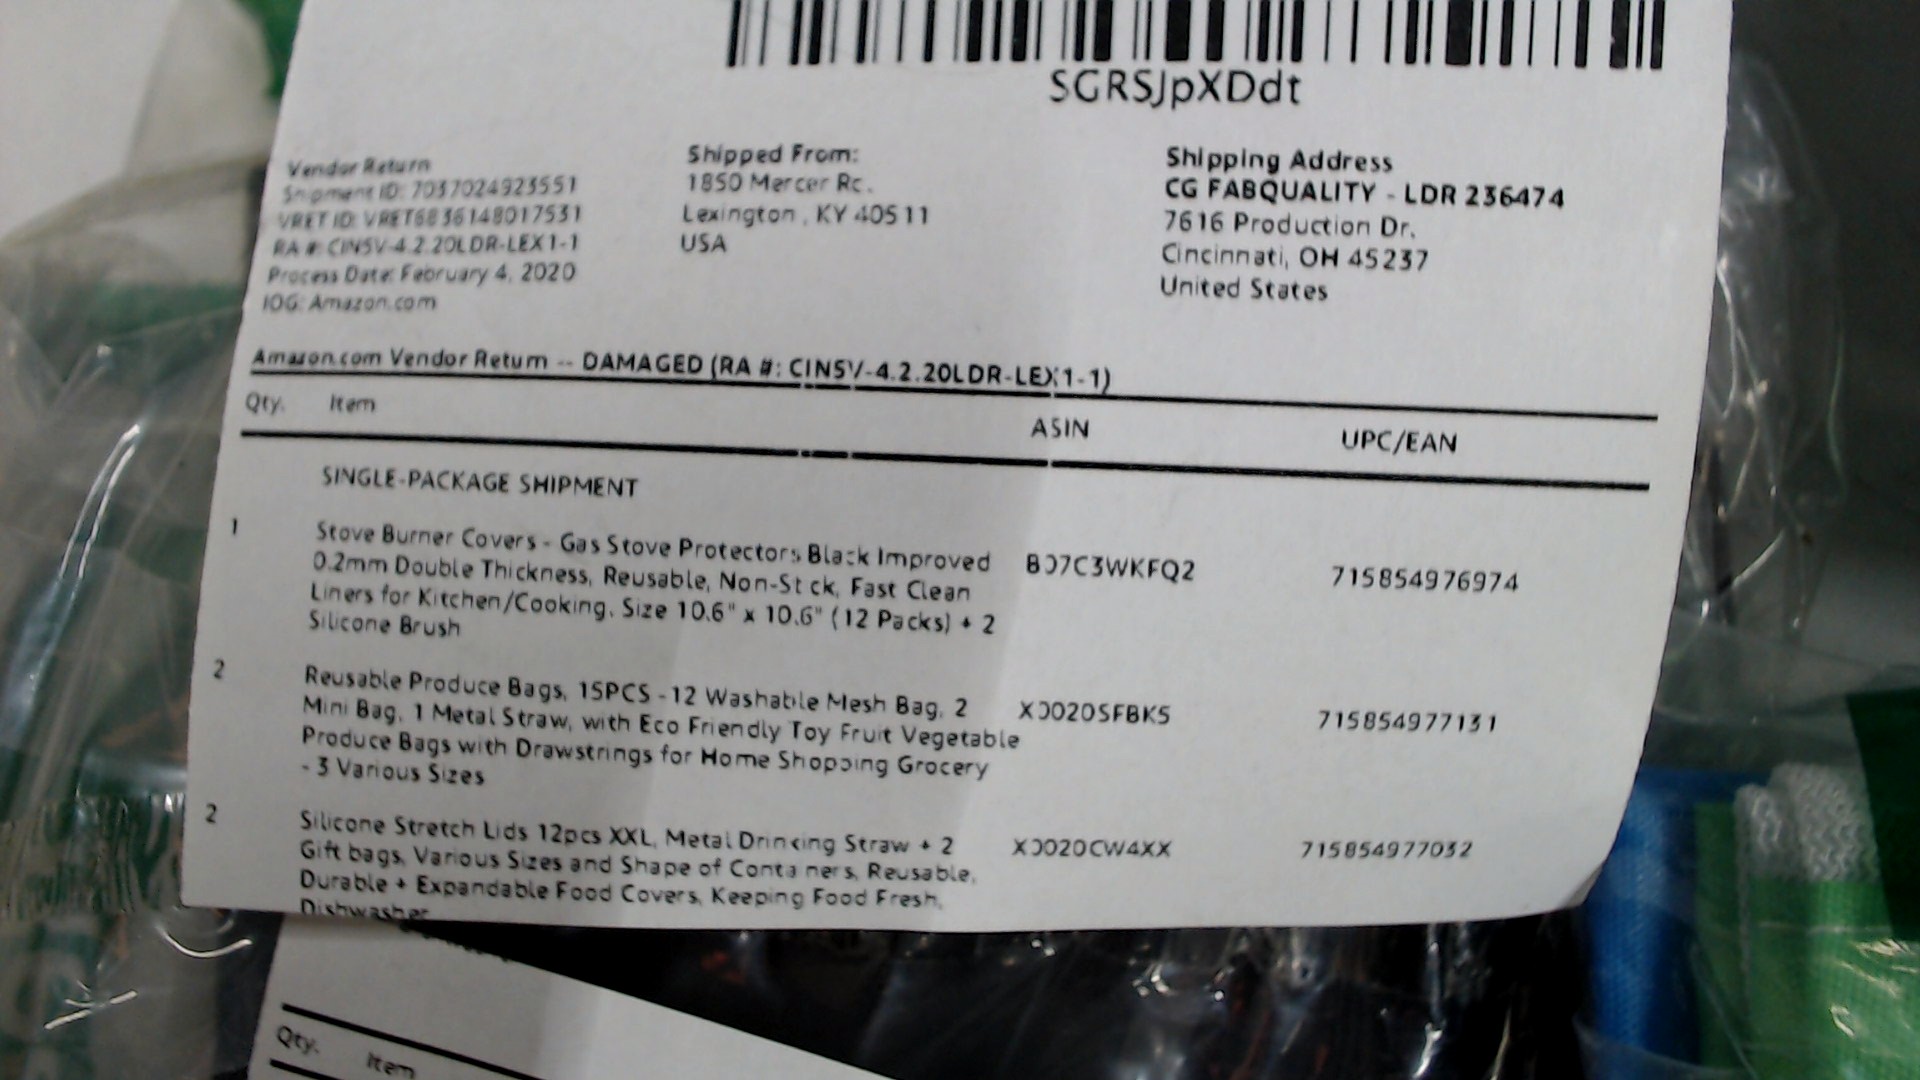 SGRSJpXDdt
Vendor Return
Shipment ID: 7037024923551
VRET ID: VRET6836148017531
RA #: CINSV-4.2.20LDR-LEX1-1
Process Date: February 4, 2020
IOG: Amazon.com
Shipped From:
1850 Mercer Rd.
Lexington, KY 40511
USA
Shipping Address
CG FABQUALITY - LDR 236474
7616 Production Dr.
Cincinnati, OH 45237
United States
Amazon.com Vendor Return -- DAMAGED (RA #: CINSV-4.2.20LDR-LEX1-1)
Qty. Item ASIN UPC/EAN
SINGLE-PACKAGE SHIPMENT
1 Stove Burner Covers - Gas Stove Protectors Black Improved B07C3WKFQ2 715854976974
0.2mm Double Thickness, Reusable, Non-Stick, Fast Clean
Liners for Kitchen/Cooking. Size 10.6" x 10.6" (12 Packs) + 2
Silicone Brush
2 Reusable Produce Bags, 15PCS -12 Washable Mesh Bag, 2 X0020SFBK5 715854977131
Mini Bag, 1 Metal Straw, with Eco Friendly Toy Fruit Vegetable
Produce Bags with Drawstrings for Home Shopping Grocery
- 3 Various Sizes
2 Silicone Stretch Lids 12pcs XXL, Metal Drinking Straw + 2 X0020CW4XX 715854977032
Gift bags, Various Sizes and Shape of Containers, Reusable,
Durable + Expandable Food Covers, Keeping Food Fresh,
Dishwasher
Qty. Item